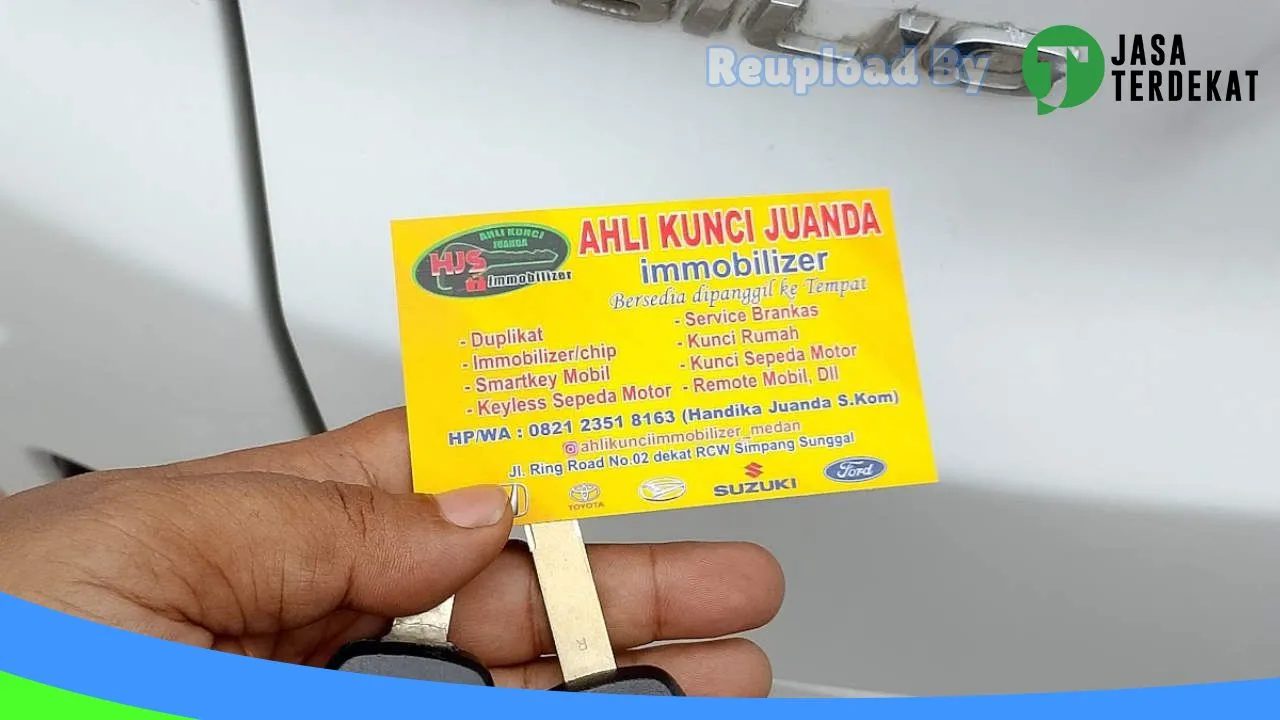 BRIO
Reupload By
JASA
TERDEKAT
AHLI KUNCI
JUANDA
HJS
immobilizer
AHLI KUNCI JUANDA
immobilizer
Bersedia dipanggil ke Tempat
- Duplikat
- Immobilizer/chip
- Smartkey Mobil
- Keyless Sepeda Motor
- Service Brankas
- Kunci Rumah
- Kunci Sepeda Motor
- Remote Mobil, Dll
HP/WA : 0821 2351 8163 (Handika Juanda S.Kom)
ahlikunciimmobilizer_medan
Jl. Ring Road No.02 dekat RCW Simpang Sunggal
TOYOTA
SUZUKI
Ford
R